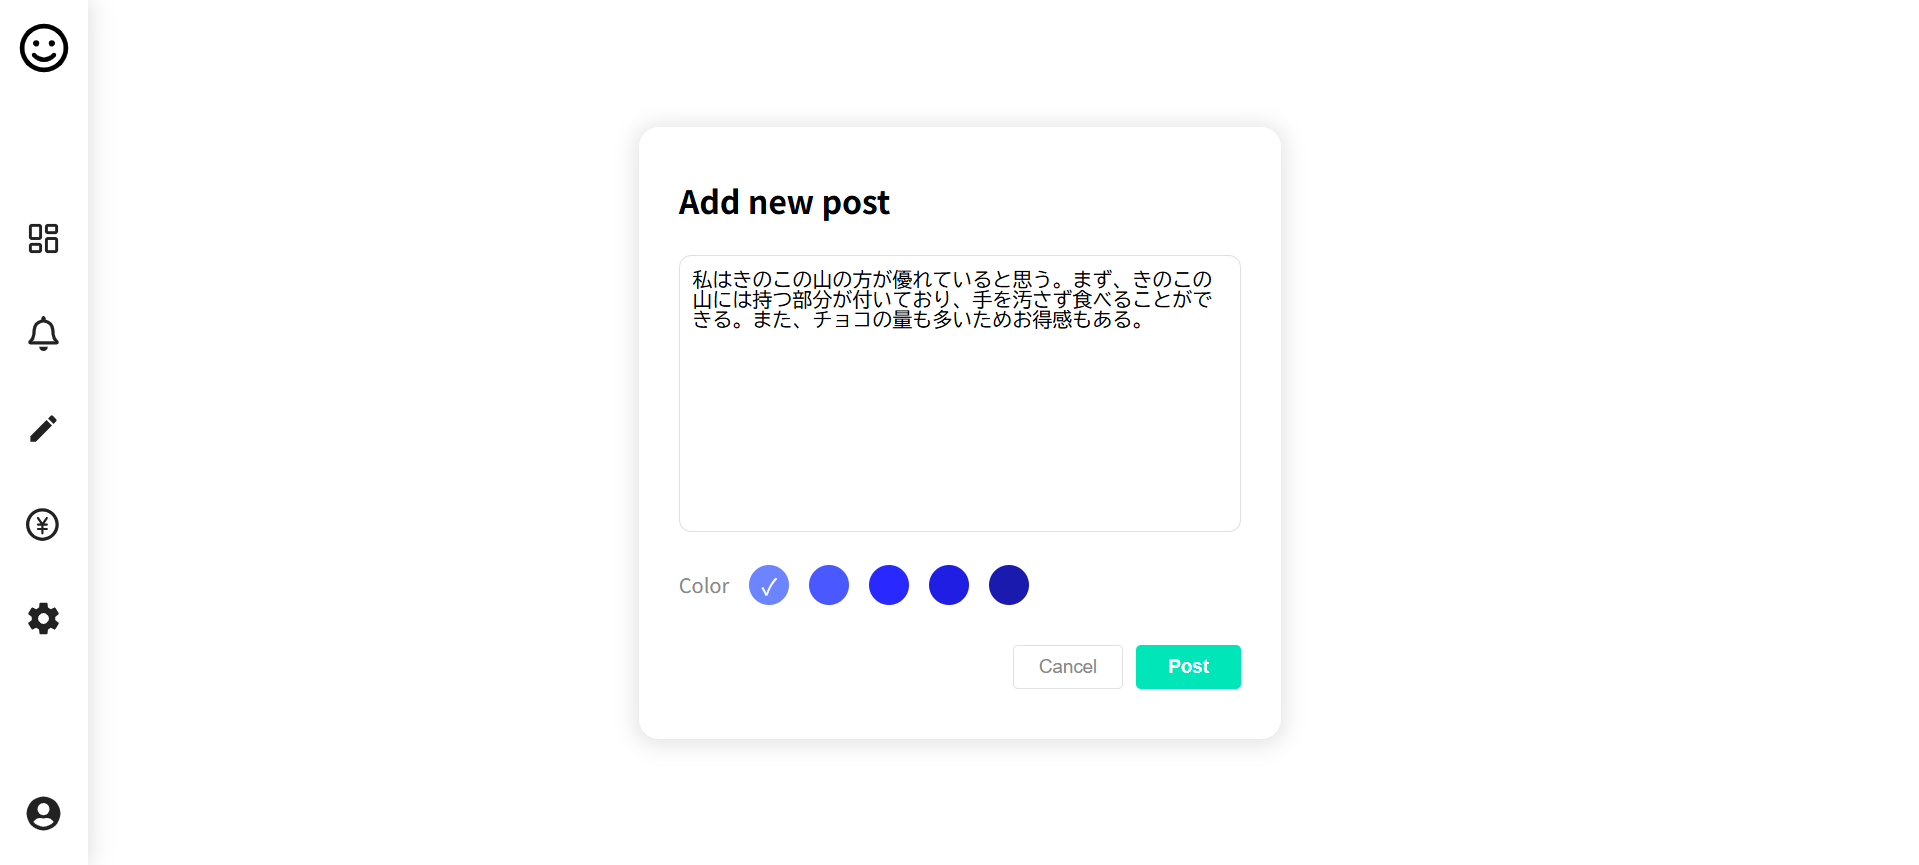 Add new post
私はきのこの山の方が優れていると思う。まず、きのこの
山には持つ部分が付いており、手を汚さず食べることがで
きる。また、チョコの量も多いためお得感もある。
Color
Cancel
Post